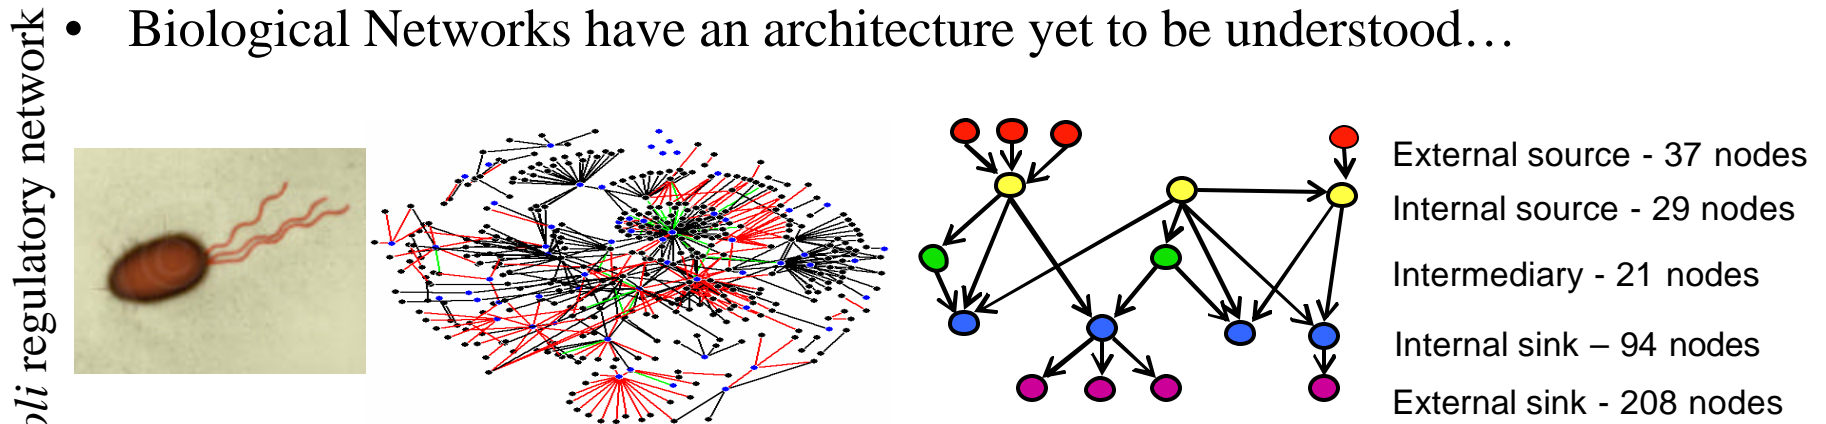 • Biological Networks have an architecture yet to be understood…
oli regulatory network
External source - 37 nodes
Internal source - 29 nodes
Intermediary - 21 nodes
Internal sink – 94 nodes
External sink - 208 nodes